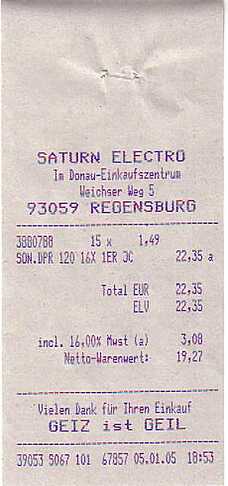 SATURN ELECTRO
Im Donau-Einkaufszentrum
Weichser Weg 5
93059 REGENSBURG
3880788 15 x 1,49
SON.DPR 120 16X 1ER JC 22,35 a
Total EUR 22,35
ELV 22,35
incl. 16,00% Mwst (a) 3,08
Netto-Warenwert: 19,27
Vielen Dank für Ihren Einkauf
GEIZ ist GEIL
39053 5067 101 67857 05.01.05 18:53